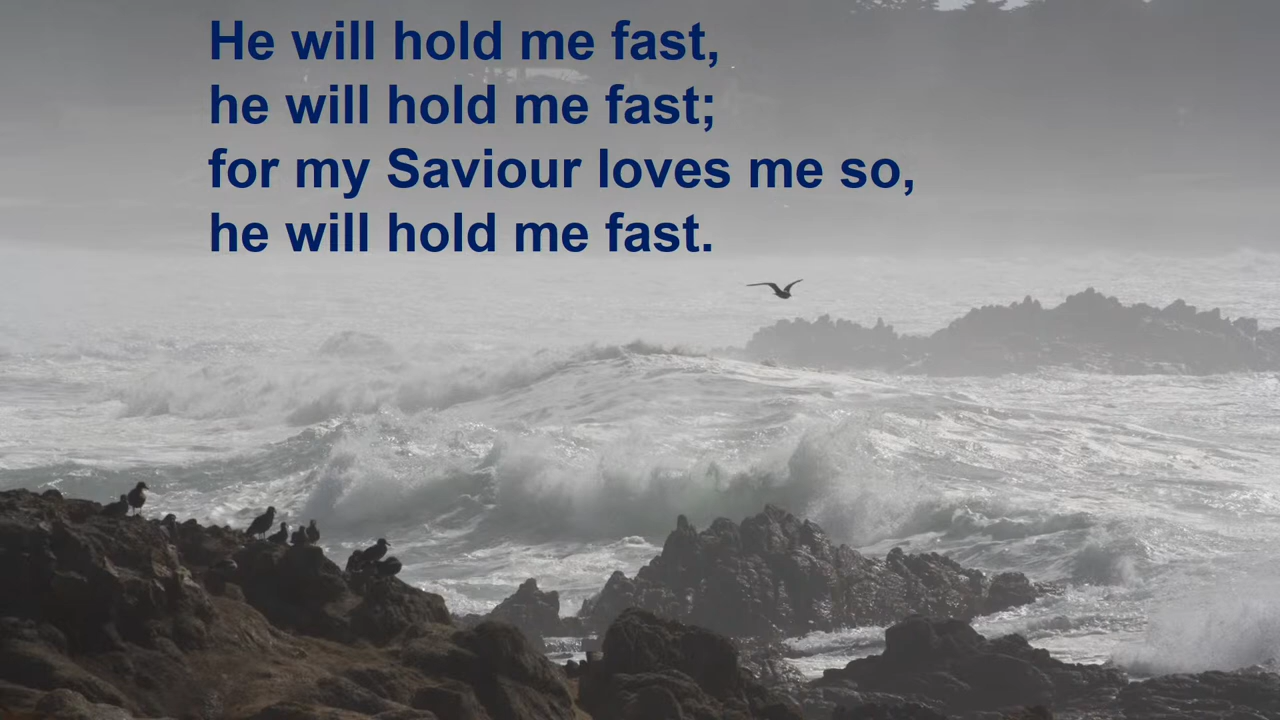 He will hold me fast,
he will hold me fast;
for my Saviour loves me so,
he will hold me fast.